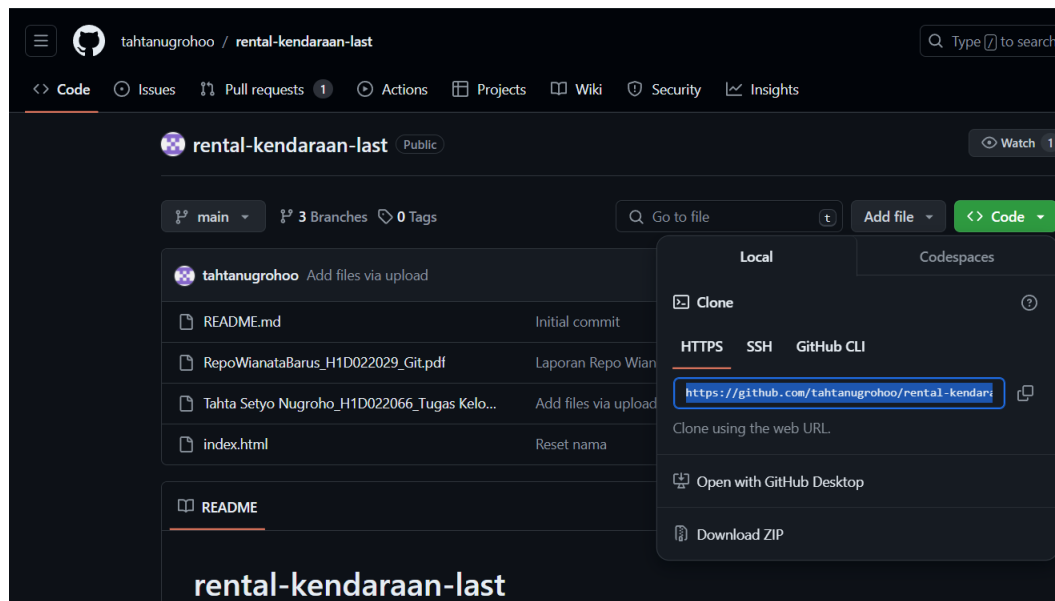 tahtanugrohoo / rental-kendaraan-last
Type / to search
Code Issues Pull requests 1 Actions Projects Wiki Security Insights
rental-kendaraan-last Public
Watch 1
main 3 Branches 0 Tags
Go to file t
Add file
Code
Local Codespaces
tahtanugrohoo Add files via upload
Clone
README.md Initial commit
HTTPS SSH GitHub CLI
RepoWianataBarus_H1D022029_Git.pdf Laporan Repo Wian
https://github.com/tahtanugrohoo/rental-kendara
Tahta Setyo Nugroho_H1D022066_Tugas Kelo... Add files via upload
Clone using the web URL.
index.html Reset nama
Open with GitHub Desktop
README
Download ZIP
rental-kendaraan-last